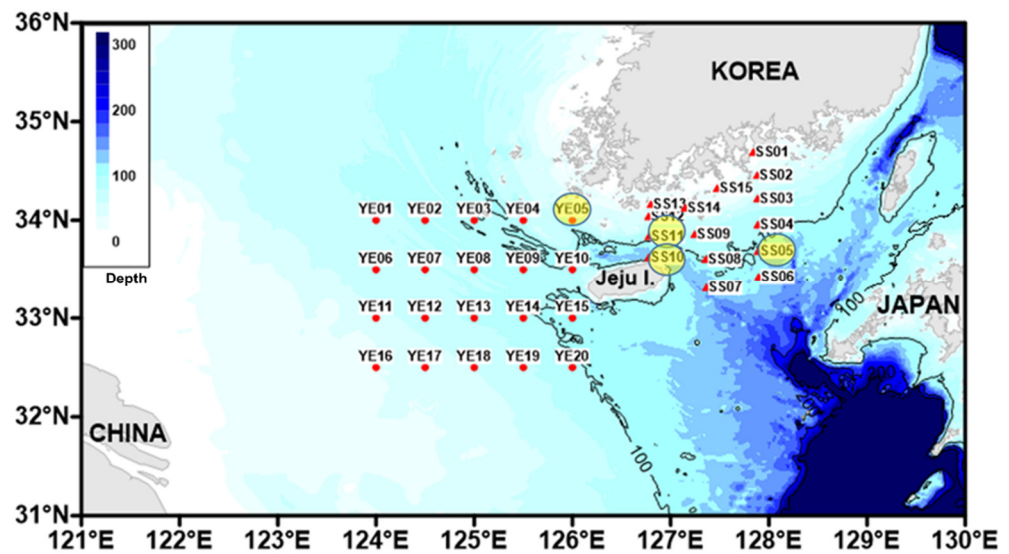 36°N
35°N
34°N
33°N
32°N
31°N
300
200
100
0
Depth
KOREA
SS01
SS02
SS15
SS03
SS13
SS14
SS12
SS04
SS11
SS09
SS05
SS10
SS08
SS06
SS07
YE01 YE02 YE03 YE04 YE05
YE06 YE07 YE08 YE09 YE10
Jeju I.
YE11 YE12 YE13 YE14 YE15
YE16 YE17 YE18 YE19 YE20
JAPAN
CHINA
100
200
100
121°E 122°E 123°E 124°E 125°E 126°E 127°E 128°E 129°E 130°E